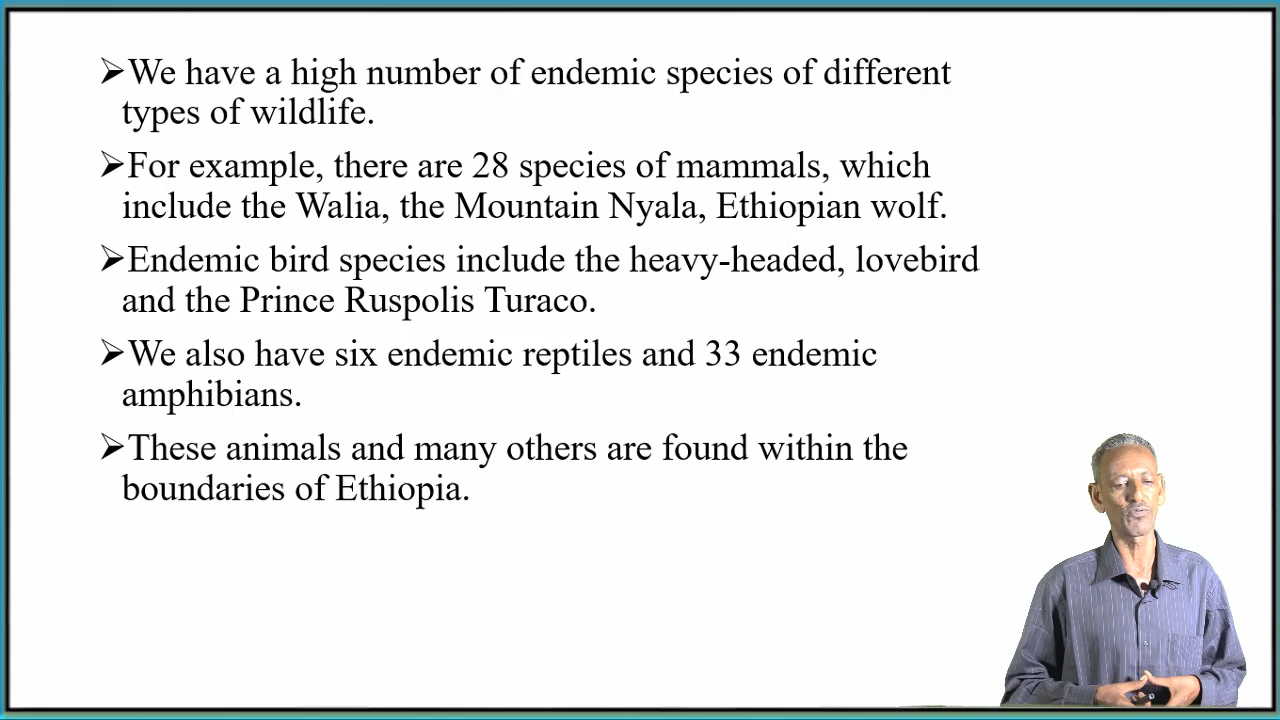 ➢We have a high number of endemic species of different
types of wildlife.
➢For example, there are 28 species of mammals, which
include the Walia, the Mountain Nyala, Ethiopian wolf.
➢Endemic bird species include the heavy-headed, lovebird
and the Prince Ruspolis Turaco.
➢We also have six endemic reptiles and 33 endemic
amphibians.
➢These animals and many others are found within the
boundaries of Ethiopia.